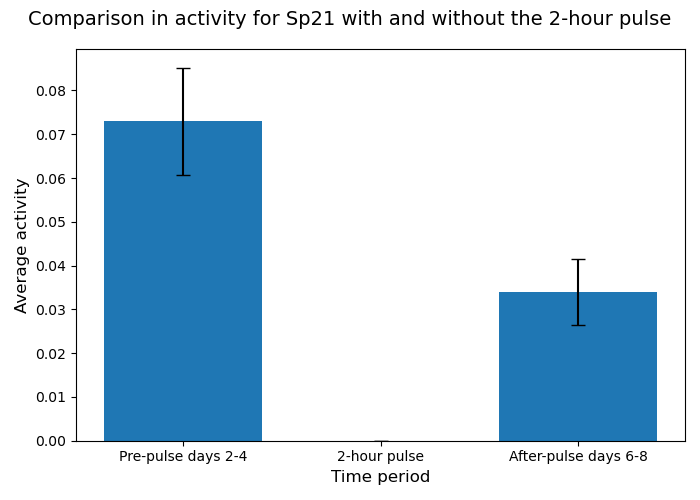 Comparison in activity for Sp21 with and without the 2-hour pulse
0.08
0.07
0.06
0.05
0.04
0.03
0.02
0.01
0.00
Average activity
Pre-pulse days 2-4
2-hour pulse
After-pulse days 6-8
Time period